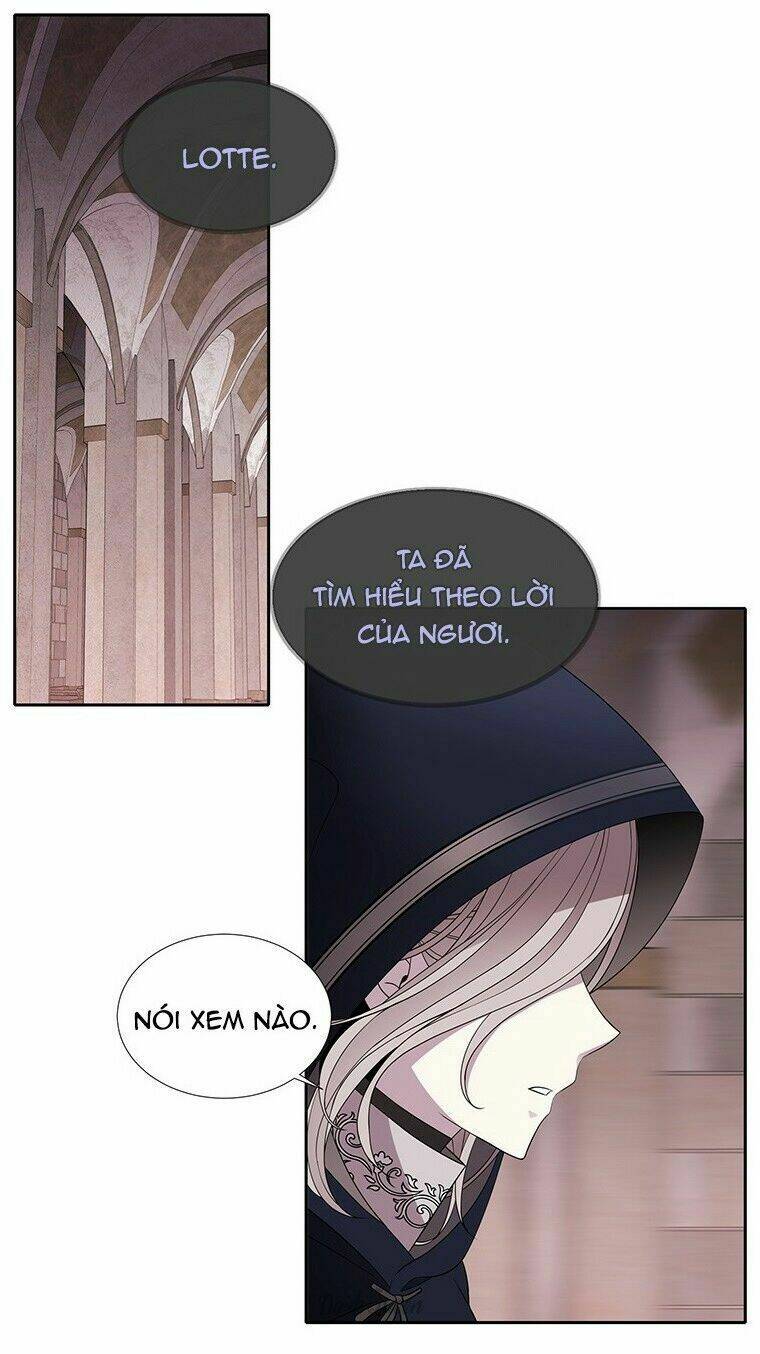 LOTTE.
TA ĐÃ
TÌM HIỂU THEO LỜI
CỦA NGƯƠI.
NÓI XEM NÀO.